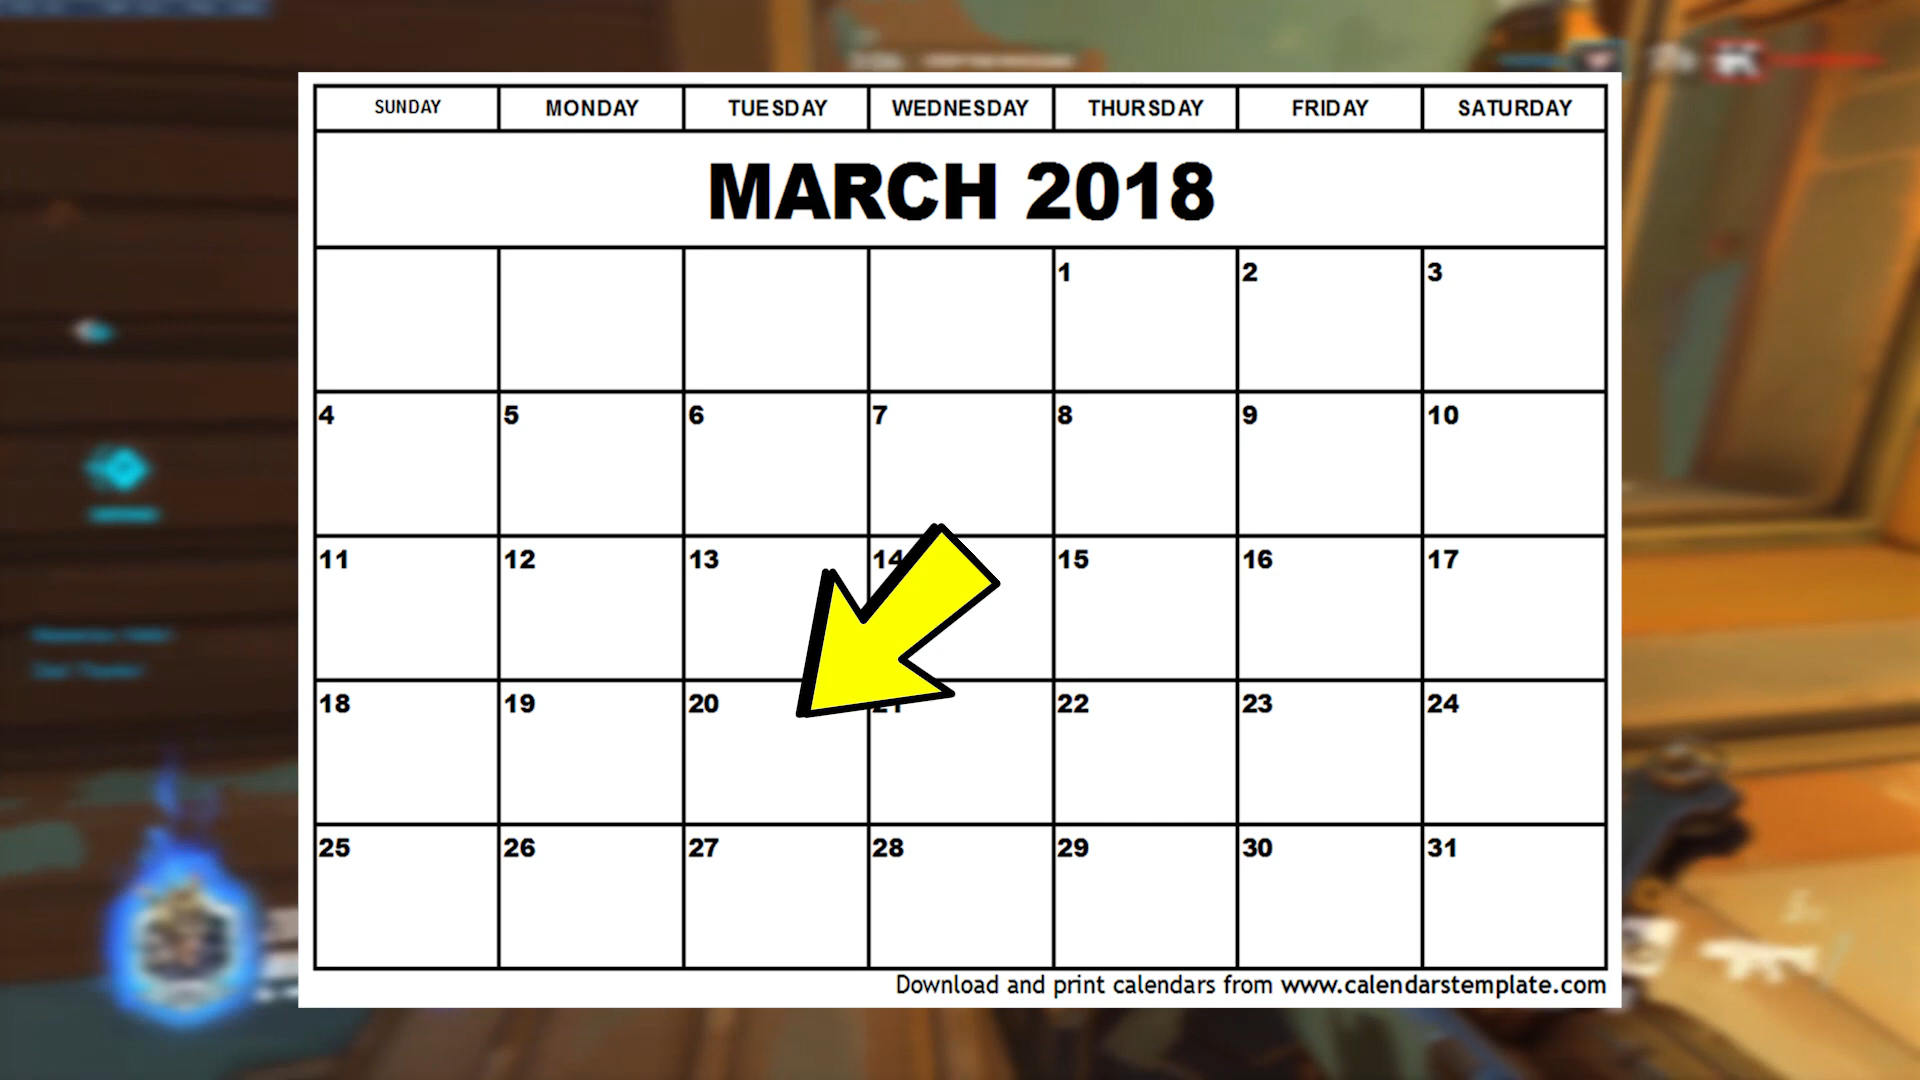 SUNDAY MONDAY TUESDAY WEDNESDAY THURSDAY FRIDAY SATURDAY
MARCH 2018
1 2 3
4 5 6 7 8 9 10
11 12 13 14 15 16 17
18 19 20 21 22 23 24
25 26 27 28 29 30 31
Download and print calendars from www.calendarstemplate.com